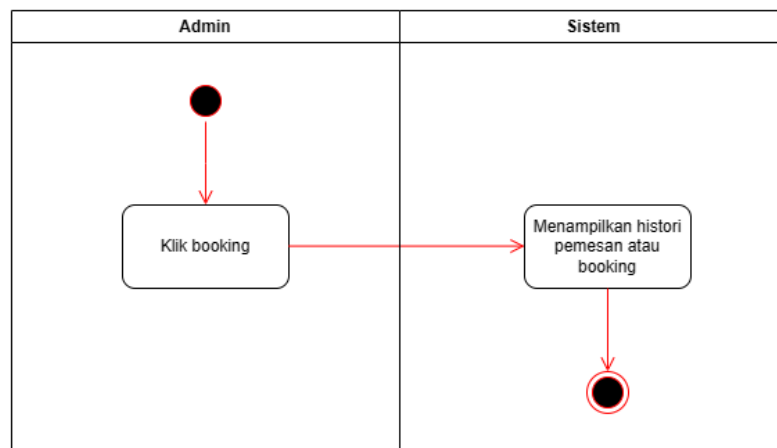 Admin
Sistem
Klik booking
Menampilkan histori
pemesan atau
booking